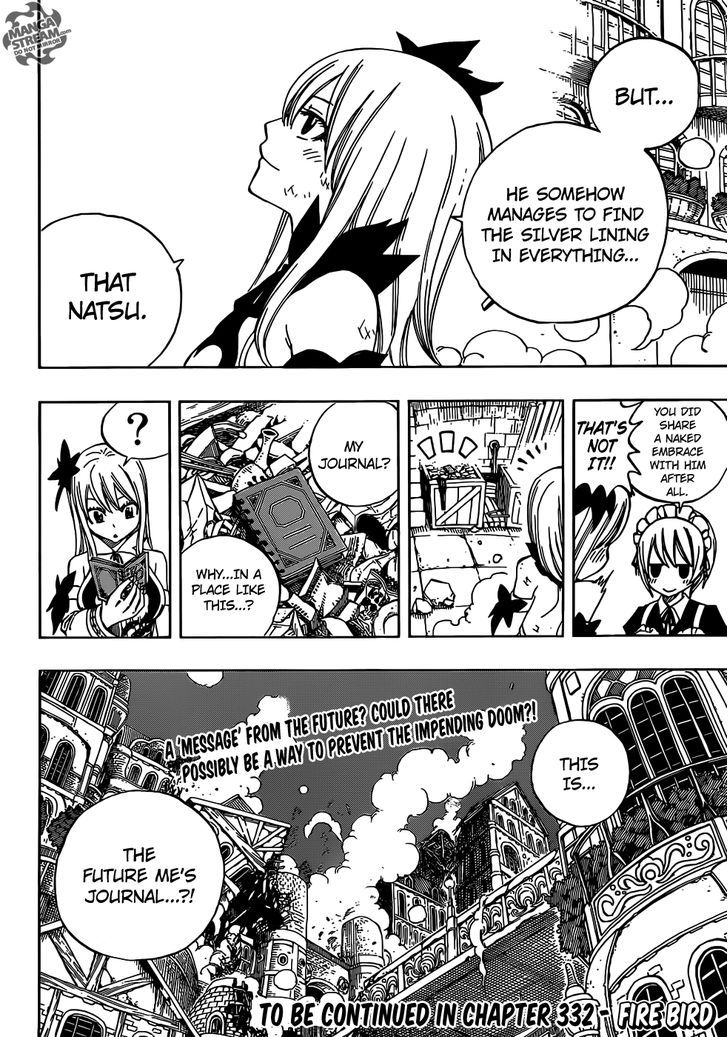 MANGA
STREAM
DO NOT MIRROR
BUT...
HE SOMEHOW
MANAGES TO FIND
THE SILVER LINING
IN EVERYTHING...
THAT
NATSU.
YOU DID
SHARE
A NAKED
EMBRACE
WITH HIM
AFTER
ALL.
THAT'S
NOT
IT!!
MY
JOURNAL?
WHY...IN A
PLACE LIKE
THIS...?
?
A 'MESSAGE' FROM THE FUTURE? COULD THERE
POSSIBLY BE A WAY TO PREVENT THE IMPENDING DOOM?!
THIS
IS...
THE
FUTURE ME'S
JOURNAL...?!
TO BE CONTINUED IN CHAPTER 332 - FIRE BIRD